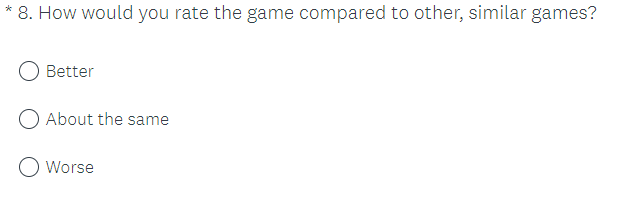 * 8. How would you rate the game compared to other, similar games?
Better
About the same
Worse